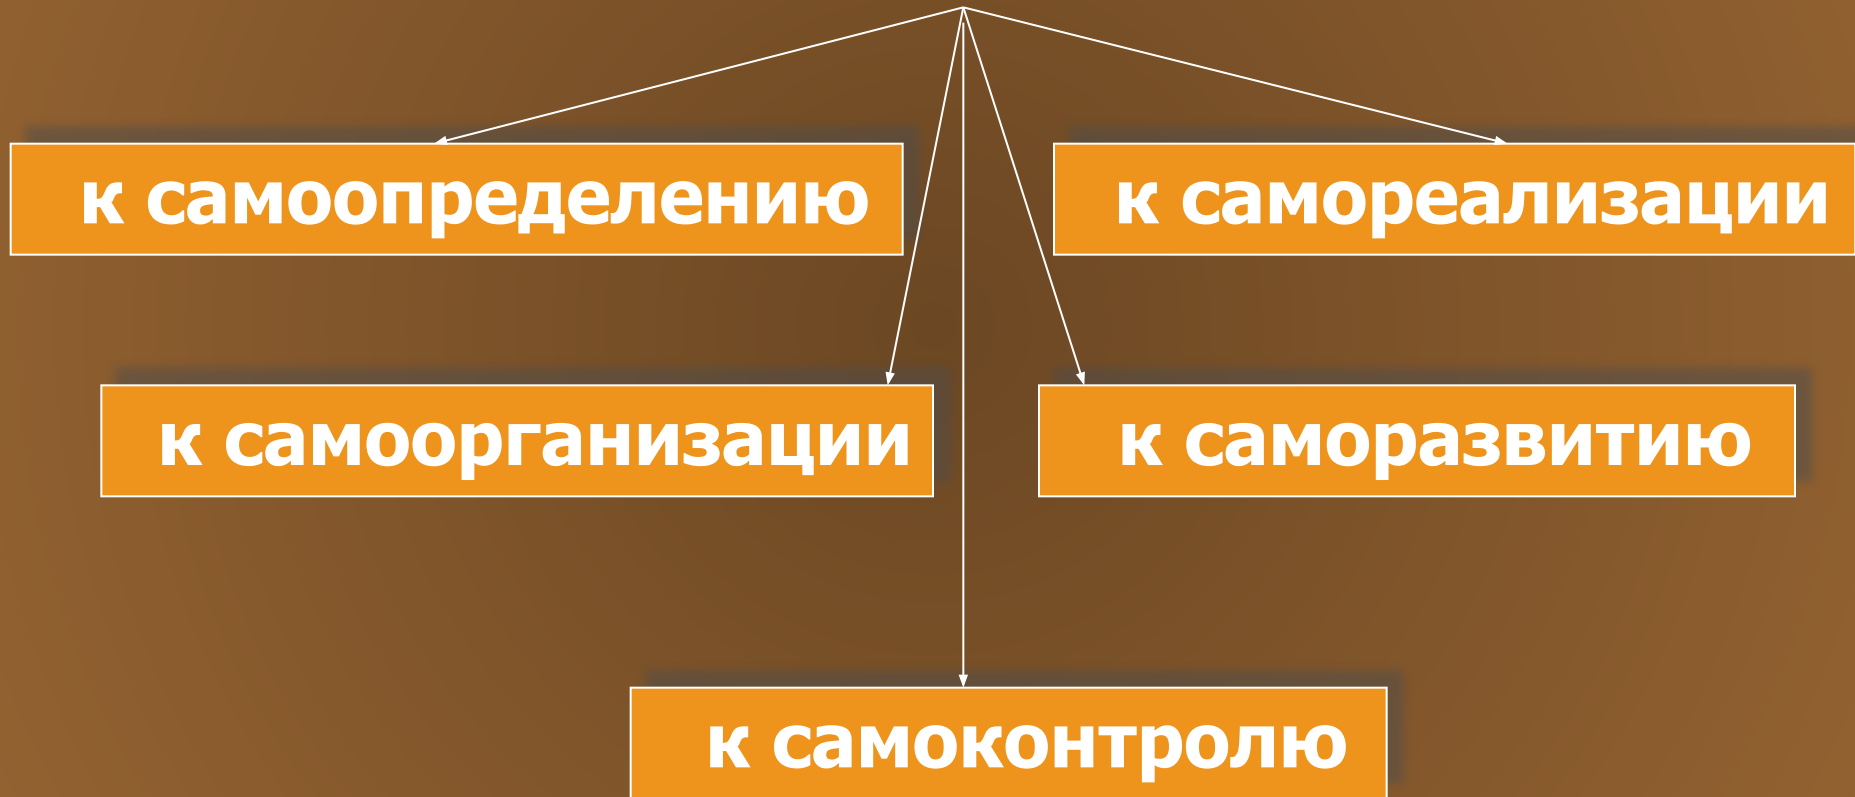 к самоопределению
к самореализации
к самоорганизации
к саморазвитию
к самоконтролю